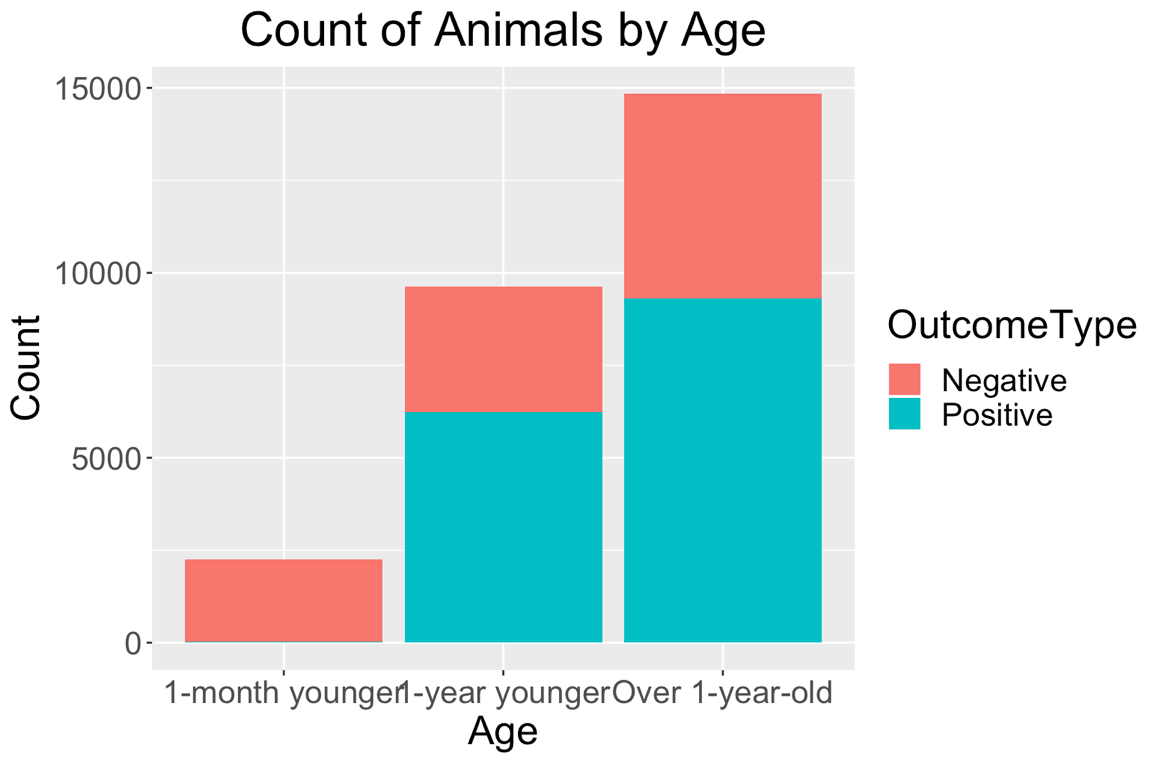 Count of Animals by Age
15000
10000
5000
0
Count
1-month younger
1-year younger
Over 1-year-old
Age
OutcomeType
Negative
Positive